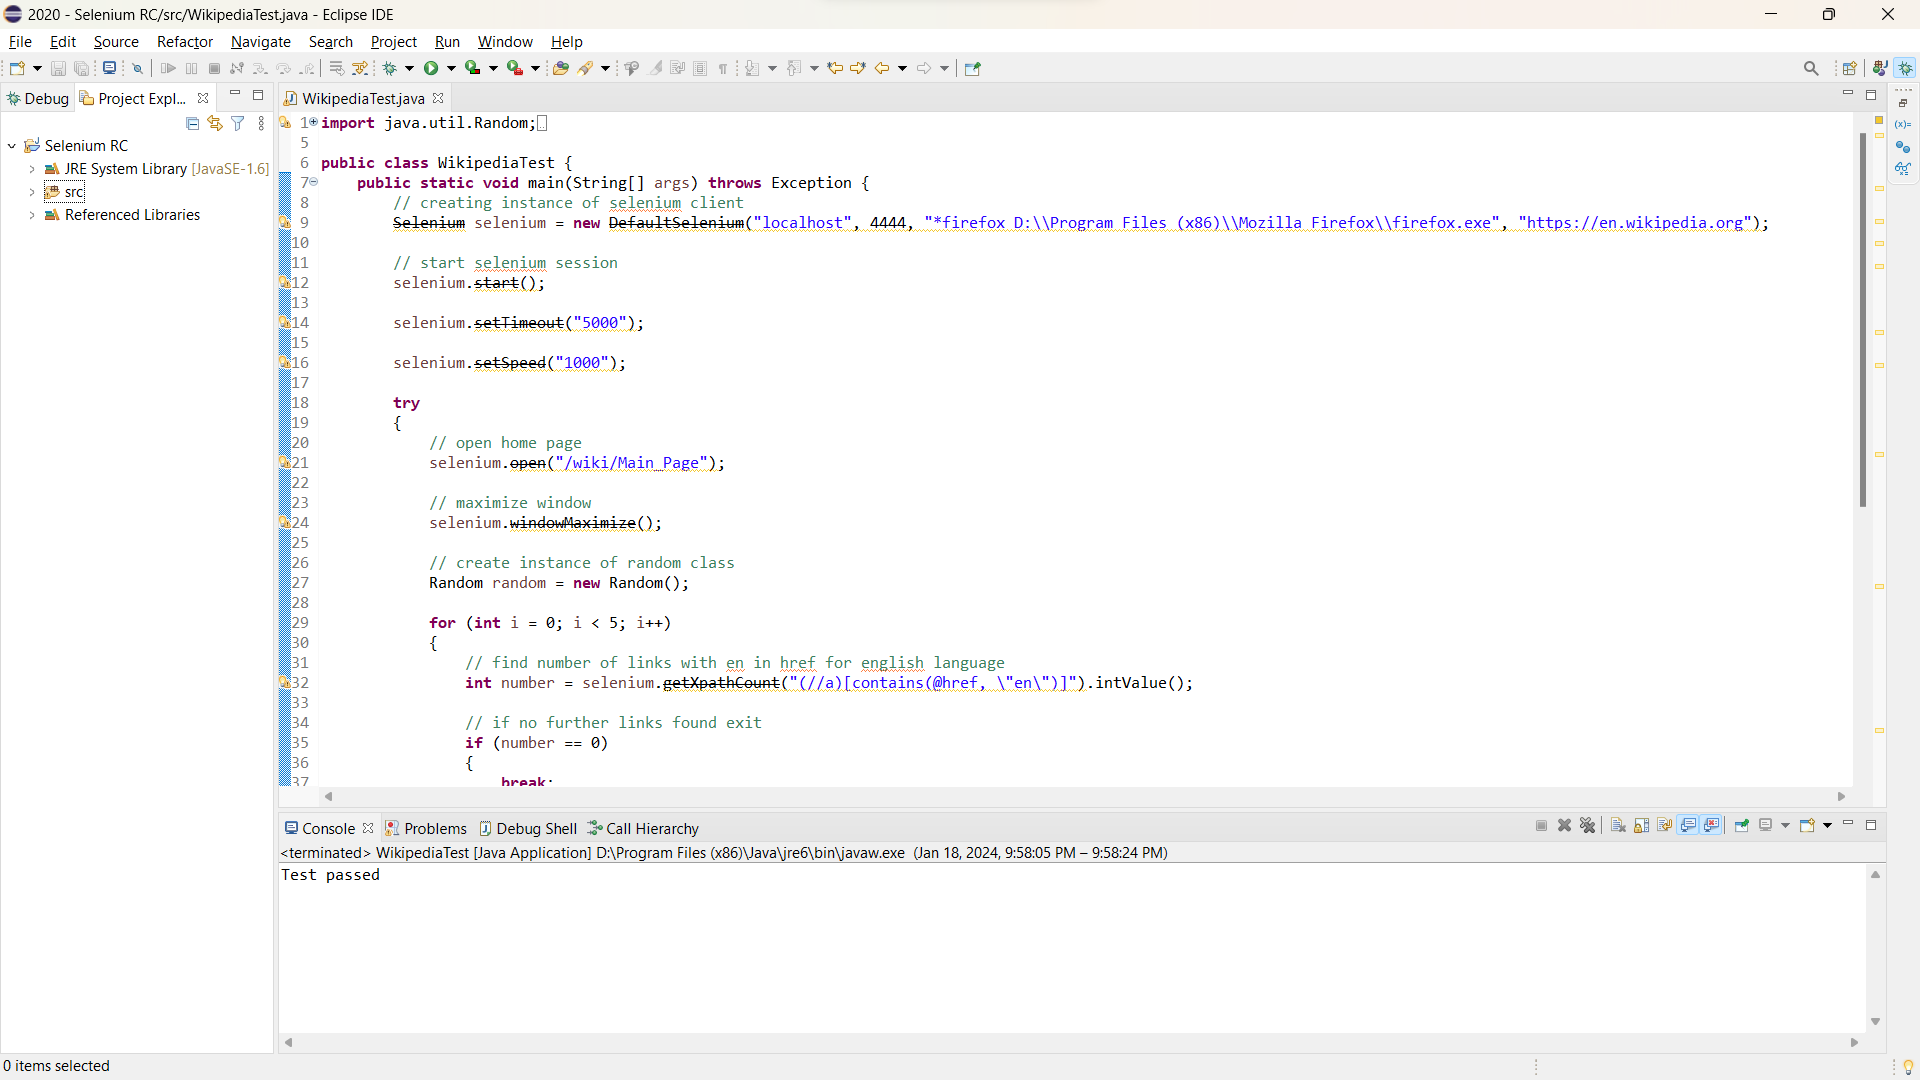 2020 - Selenium RC/src/WikipediaTest.java - Eclipse IDE
File Edit Source Refactor Navigate Search Project Run Window Help
Debug Project Expl... WikipediaTest.java
Selenium RC
JRE System Library [JavaSE-1.6]
src
Referenced Libraries
1 import java.util.Random;
5
6 public class WikipediaTest {
7 public static void main(String[] args) throws Exception {
8 // creating instance of selenium client
9 Selenium selenium = new DefaultSelenium("localhost", 4444, "*firefox D:\\Program Files (x86)\\Mozilla Firefox\\firefox.exe", "https://en.wikipedia.org");
10
11 // start selenium session
12 selenium.start();
13
14 selenium.setTimeout("5000");
15
16 selenium.setSpeed("1000");
17
18 try
19 {
20 // open home page
21 selenium.open("/wiki/Main_Page");
22
23 // maximize window
24 selenium.windowMaximize();
25
26 // create instance of random class
27 Random random = new Random();
28
29 for (int i = 0; i < 5; i++)
30 {
31 // find number of links with en in href for english language
32 int number = selenium.getXpathCount("(//a)[contains(@href, \"en\")]").intValue();
33
34 // if no further links found exit
35 if (number == 0)
36 {
37 break;
Console Problems Debug Shell Call Hierarchy
<terminated> WikipediaTest [Java Application] D:\Program Files (x86)\Java\jre6\bin\javaw.exe (Jan 18, 2024, 9:58:05 PM – 9:58:24 PM)
Test passed
0 items selected